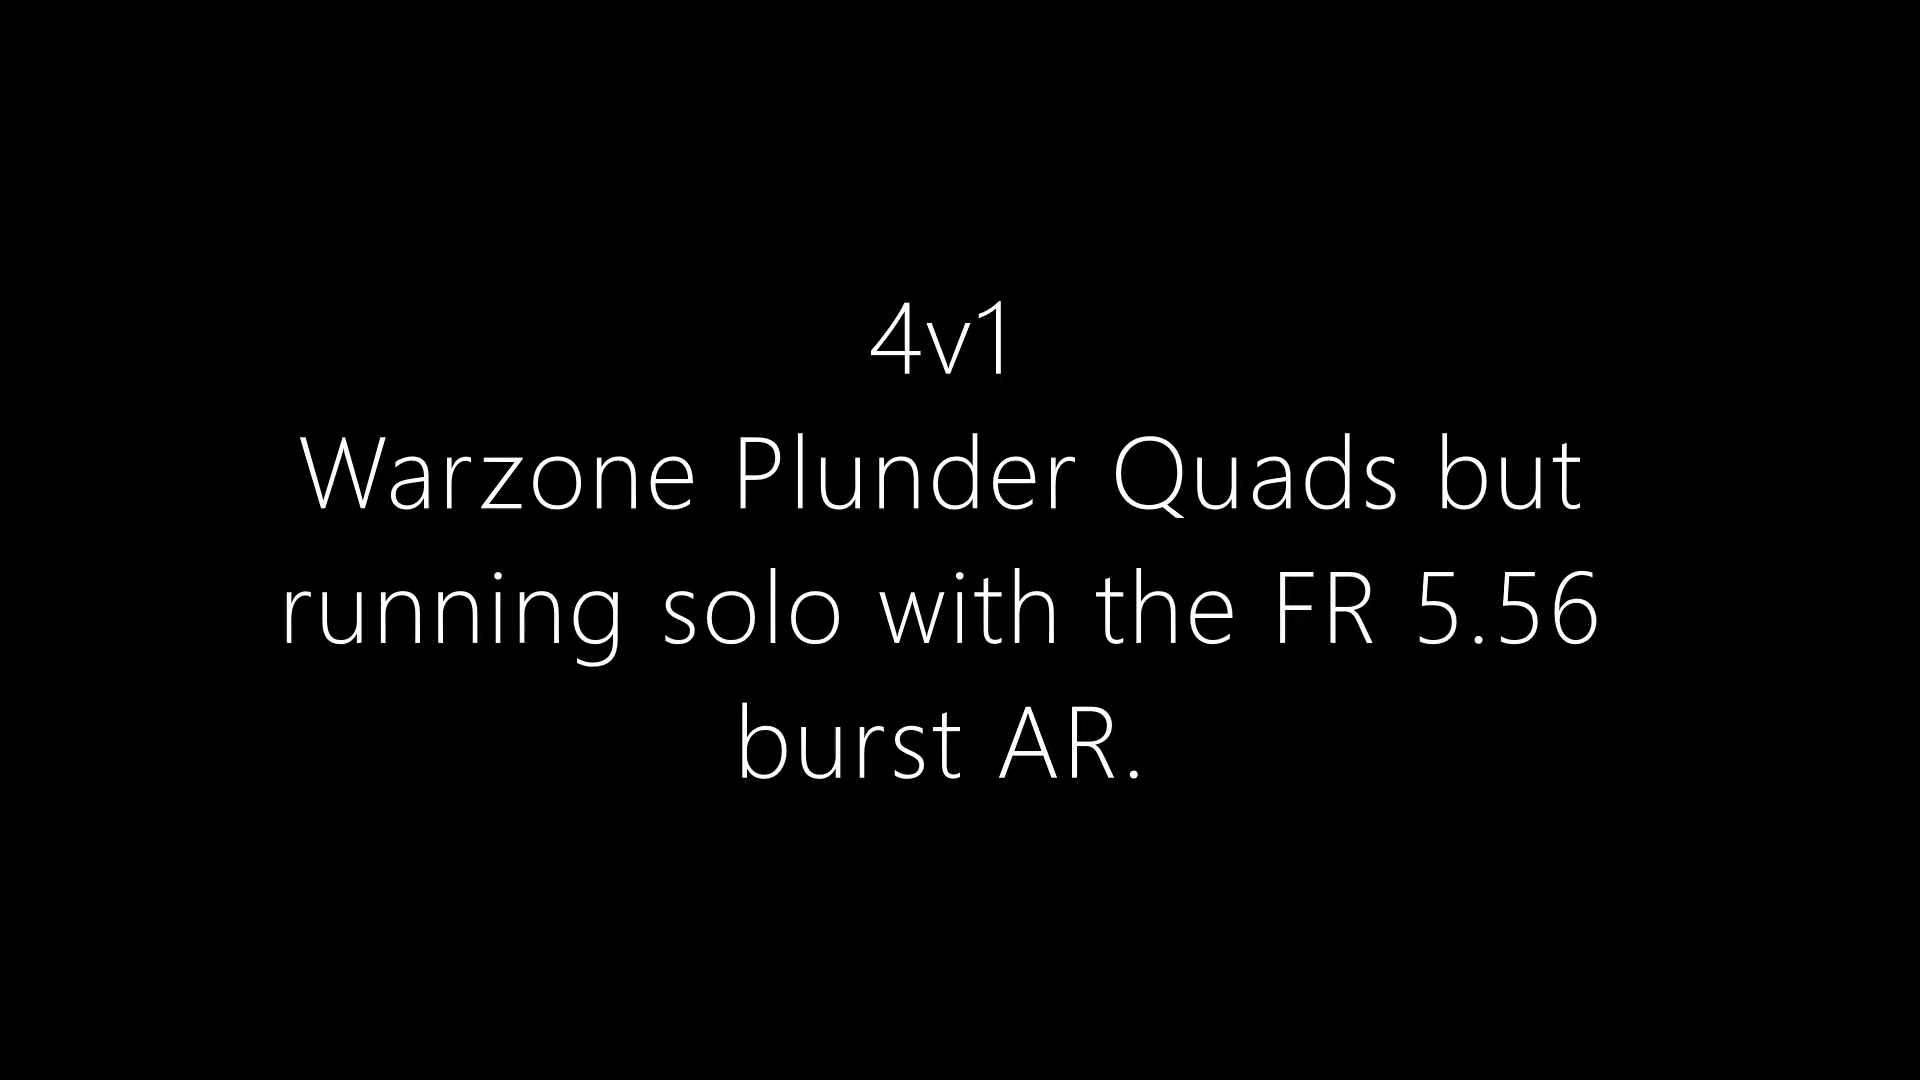 4v1
Warzone Plunder Quads but
running solo with the FR 5.56
burst AR.